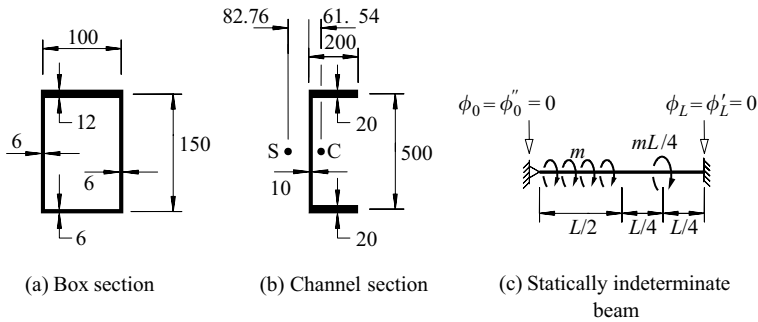 100
12
6
6
150
6
(a) Box section
82.76
61. 54
200
20
S
C
10
500
20
(b) Channel section
ϕ₀ = ϕ₀″ = 0
ϕL = ϕ′L = 0
m
mL/4
L/2
L/4
L/4
(c) Statically indeterminate
beam